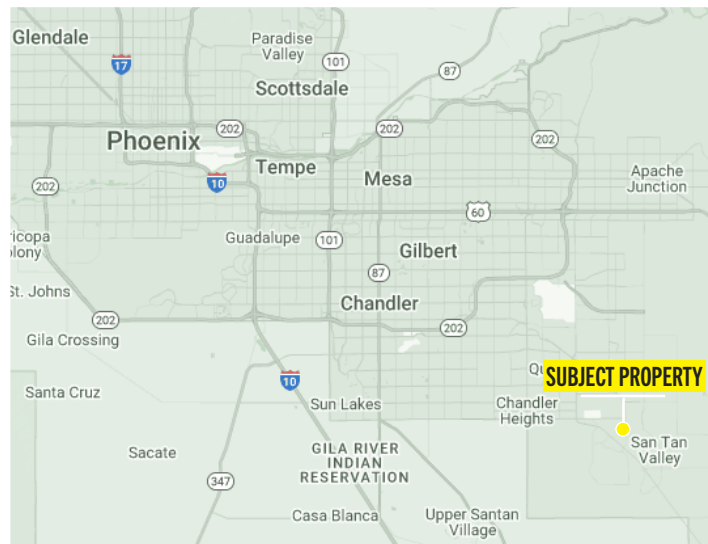 Glendale
Paradise
Valley
17
101
87
Scottsdale
Phoenix
202
202
202
Tempe
Mesa
Apache
Junction
202
10
60
ricopa
olony
Guadalupe
101
Gilbert
St. Johns
87
Chandler
202
202
Gila Crossing
Qu
SUBJECT PROPERTY
Santa Cruz
10
Sun Lakes
Chandler
Heights
Sacate
GILA RIVER
INDIAN
RESERVATION
San Tan
Valley
347
Casa Blanca
Upper Santan
Village